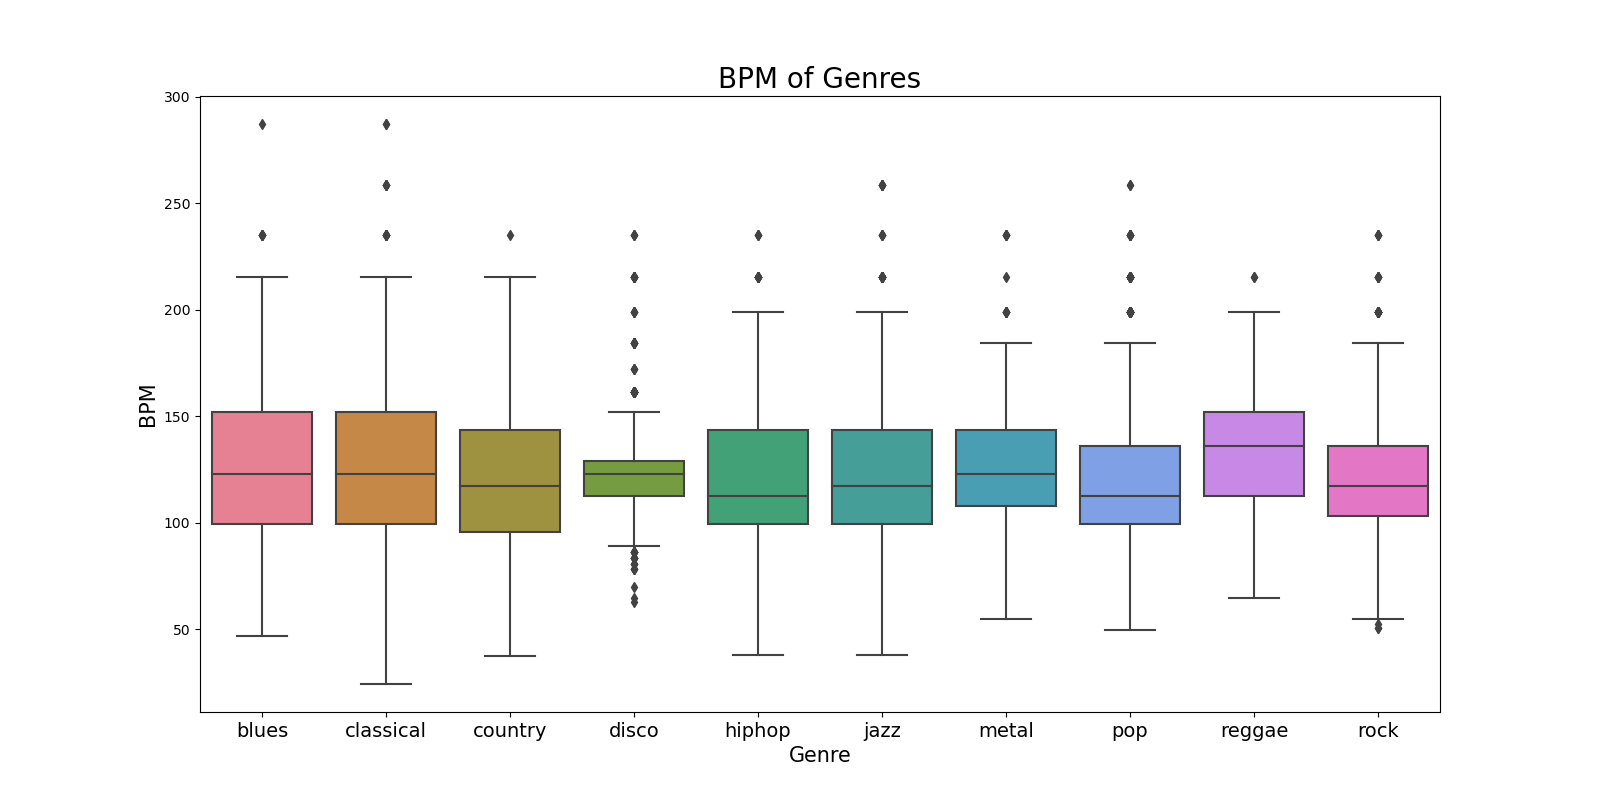 BPM of Genres
300
250
200
150
100
50
BPM
blues classical country disco hiphop jazz metal pop reggae rock
Genre